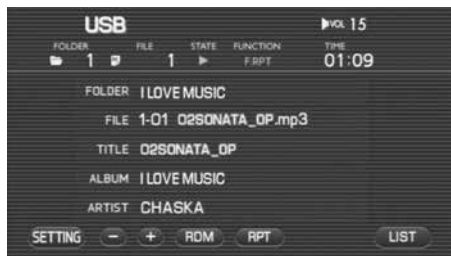 USB VOL 15
FOLDER FILE STATE FUNCTION TIME
1 1 F.RPT 01:09
FOLDER I LOVE MUSIC
FILE 1-01 02SONATA_OP.mp3
TITLE 02SONATA_OP
ALBUM I LOVE MUSIC
ARTIST CHASKA
SETTING - + RDM RPT LIST